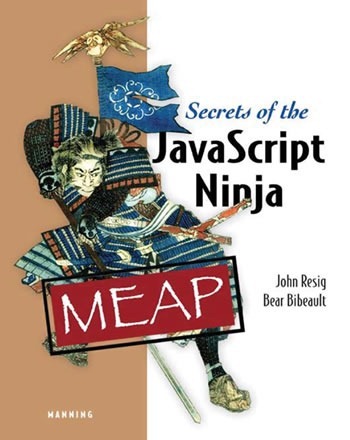 Secrets of the
JavaScript
Ninja
John Resig
Bear Bibeault
MEAP
MANNING